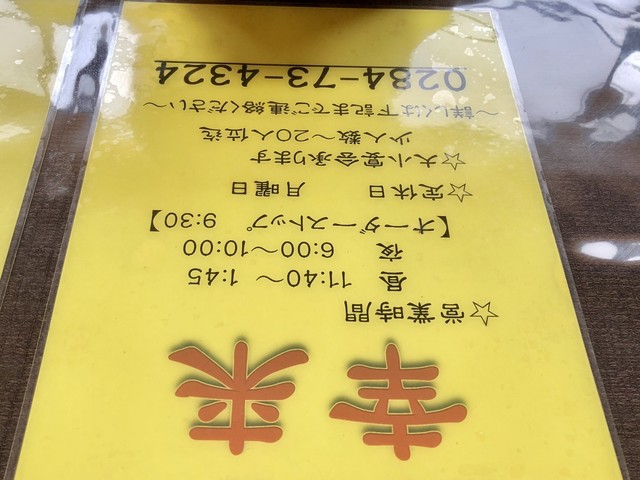 幸来
☆営業時間
昼 11:40〜 1:45
夜 6:00〜10:00
【オーダーストップ 9:30】
☆定休日 月曜日
☆大小宴会承ります
少人数〜20人位迄
〜詳しくは下記までご連絡ください〜
0284-73-4324